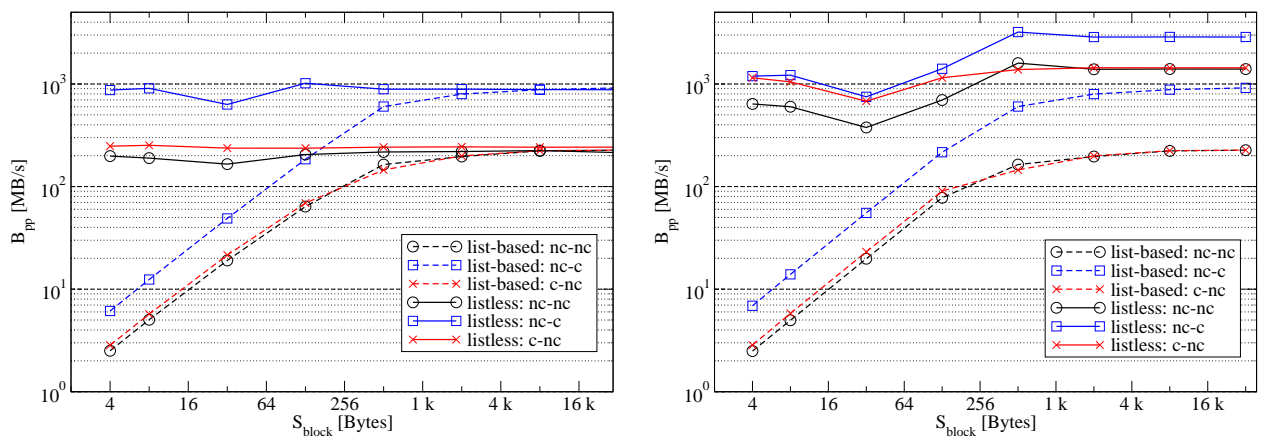 10^3
10^2
10^1
10^0
B_pp [MB/s]
4 16 64 256 1 k 4 k 16 k
S_block [Bytes]
list-based: nc-nc
list-based: nc-c
list-based: c-nc
listless: nc-nc
listless: nc-c
listless: c-nc
10^3
10^2
10^1
10^0
B_pp [MB/s]
4 16 64 256 1 k 4 k 16 k
S_block [Bytes]
list-based: nc-nc
list-based: nc-c
list-based: c-nc
listless: nc-nc
listless: nc-c
listless: c-nc